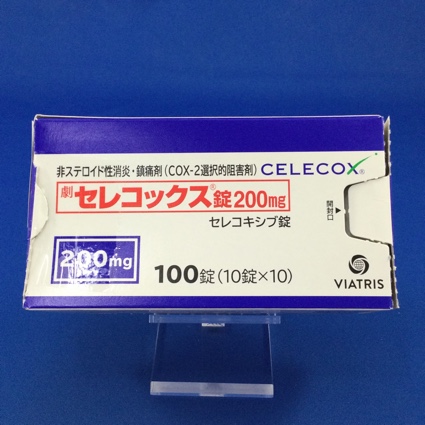 非ステロイド性消炎・鎮痛剤(COX-2選択的阻害剤) CELECOX®
劇 セレコックス®錠200mg
セレコキシブ錠
開封口
200mg
100錠(10錠×10)
VIATRIS